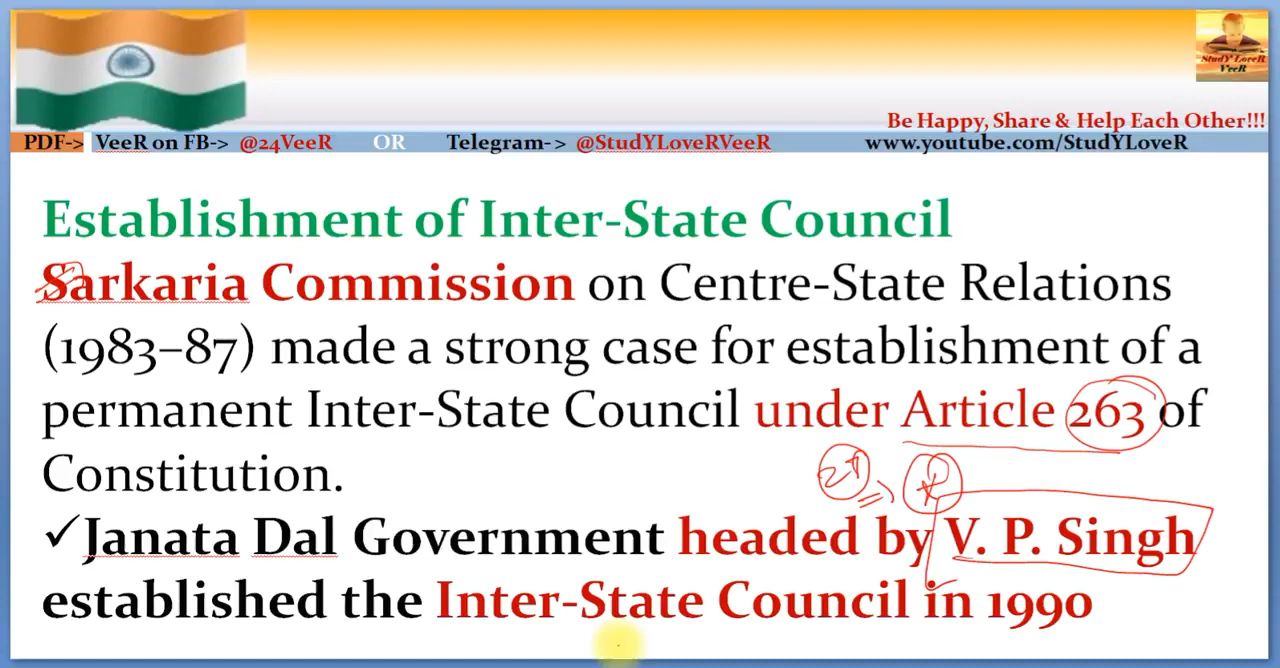 StudY LoveR
VeeR
Be Happy, Share & Help Each Other!!!
PDF-> VeeR on FB-> @24VeeR OR Telegram-> @StudYLoveRVeeR www.youtube.com/StudYLoveR
Establishment of Inter-State Council
Sarkaria Commission on Centre-State Relations
(1983–87) made a strong case for establishment of a
permanent Inter-State Council under Article 263 of
Constitution.
✓Janata Dal Government headed by V. P. Singh
established the Inter-State Council in 1990